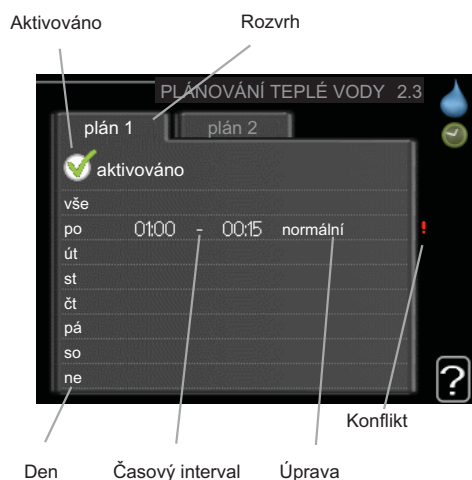 Aktivováno Rozvrh
PLÁNOVÁNÍ TEPLÉ VODY 2.3
plán 1 plán 2
aktivováno
vše
po 01:00 - 00:15 normální !
út
st
čt
pá
so
ne
?
Konflikt
Den Časový interval Úprava